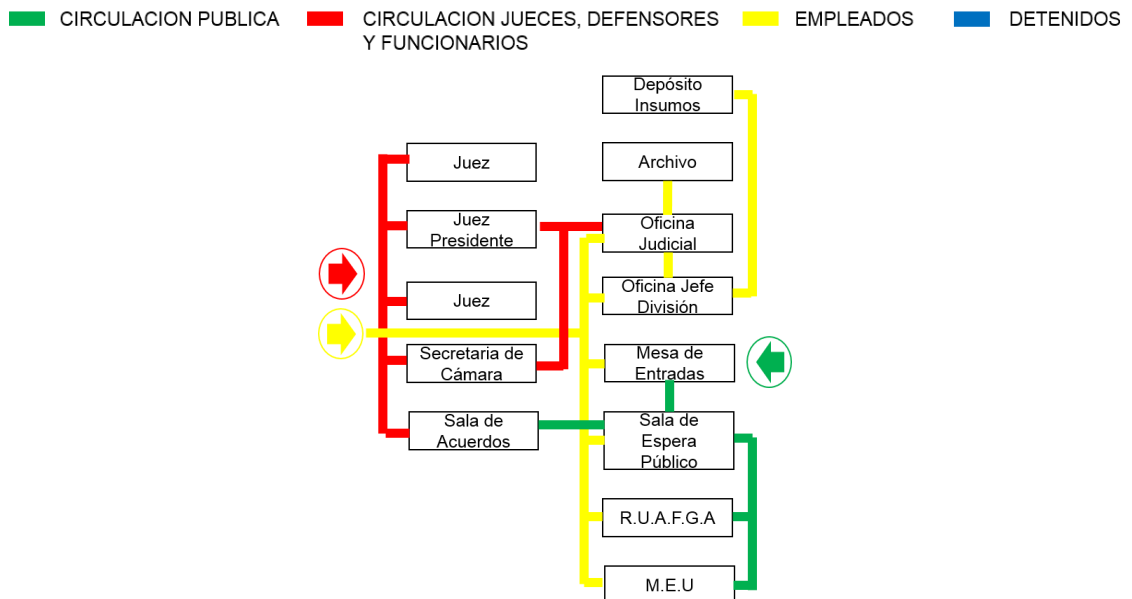 CIRCULACION PUBLICA
CIRCULACION JUECES, DEFENSORES
Y FUNCIONARIOS
EMPLEADOS
DETENIDOS
Depósito
Insumos
Juez
Archivo
Juez
Presidente
Oficina
Judicial
Juez
Oficina Jefe
División
Secretaria de
Cámara
Mesa de
Entradas
Sala de
Acuerdos
Sala de
Espera
Público
R.U.A.F.G.A
M.E.U